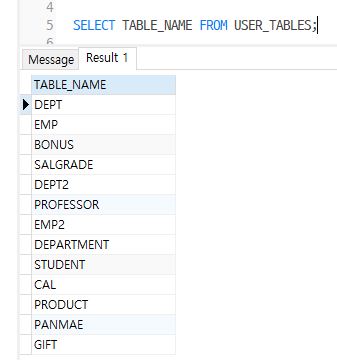 4
5 SELECT TABLE_NAME FROM USER_TABLES;
6
Message Result 1
TABLE_NAME
DEPT
EMP
BONUS
SALGRADE
DEPT2
PROFESSOR
EMP2
DEPARTMENT
STUDENT
CAL
PRODUCT
PANMAE
GIFT